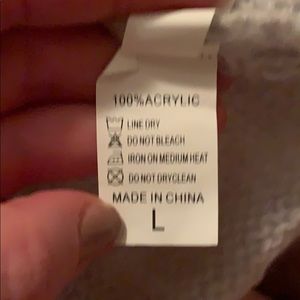 100%ACRYLIC
LINE DRY
DO NOT BLEACH
IRON ON MEDIUM HEAT
DO NOT DRYCLEAN
MADE IN CHINA
L